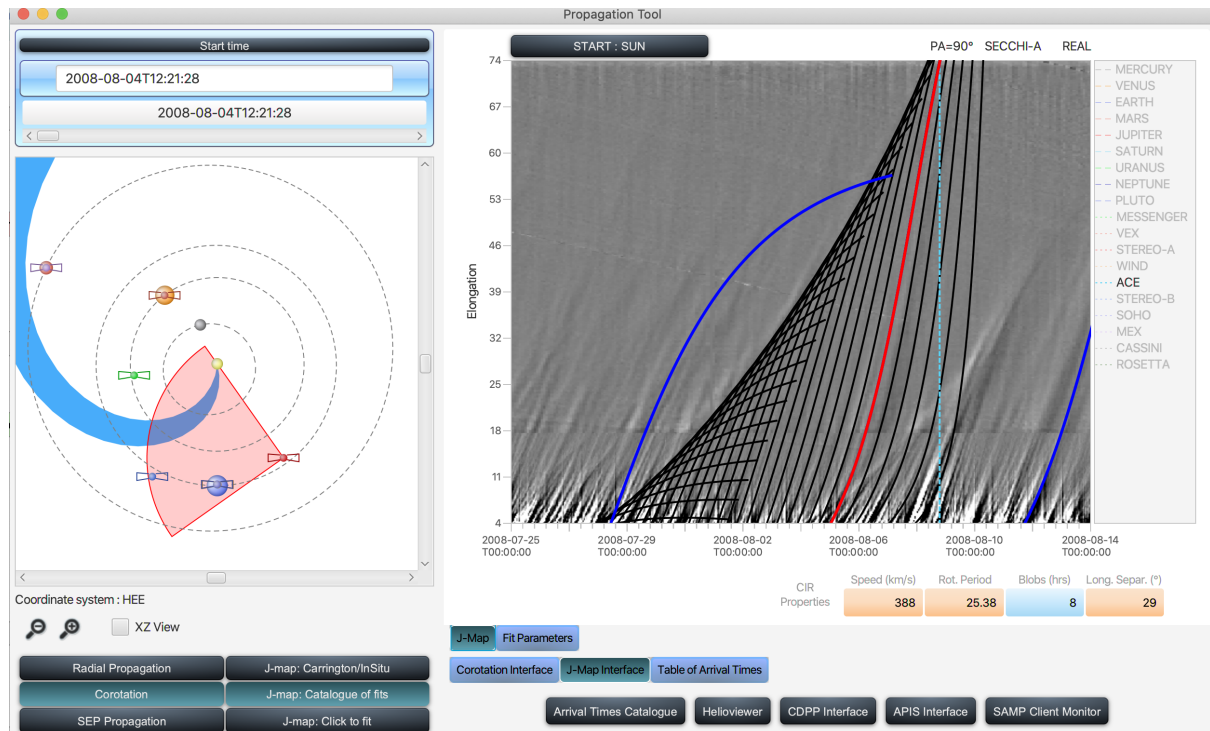 Propagation Tool
Start time
2008-08-04T12:21:28
2008-08-04T12:21:28
Coordinate system : HEE
XZ View
Radial Propagation
J-map: Carrington/InSitu
Corotation
J-map: Catalogue of fits
SEP Propagation
J-map: Click to fit
START : SUN
PA=90° SECCHI-A REAL
Elongation
74
67
60
53
46
39
32
25
18
11
4
2008-07-25
T00:00:00
2008-07-29
T00:00:00
2008-08-02
T00:00:00
2008-08-06
T00:00:00
2008-08-10
T00:00:00
2008-08-14
T00:00:00
MERCURY
VENUS
EARTH
MARS
JUPITER
SATURN
URANUS
NEPTUNE
PLUTO
MESSENGER
VEX
STEREO-A
WIND
ACE
STEREO-B
SOHO
MEX
CASSINI
ROSETTA
CIR
Properties
Speed (km/s) Rot. Period Blobs (hrs) Long. Separ. (°)
388 25.38 8 29
J-Map Fit Parameters
Corotation Interface J-Map Interface Table of Arrival Times
Arrival Times Catalogue Helioviewer CDPP Interface APIS Interface SAMP Client Monitor